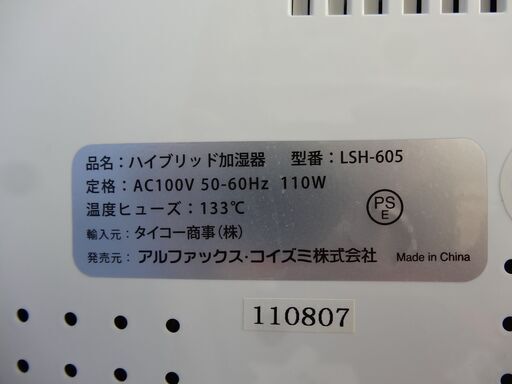 品名：ハイブリッド加湿器　型番：LSH-605
定格：AC100V 50-60Hz 110W
温度ヒューズ：133℃
PS
E
輸入元：タイコー商事（株）
発売元：アルファックス・コイズミ株式会社 Made in China
110807